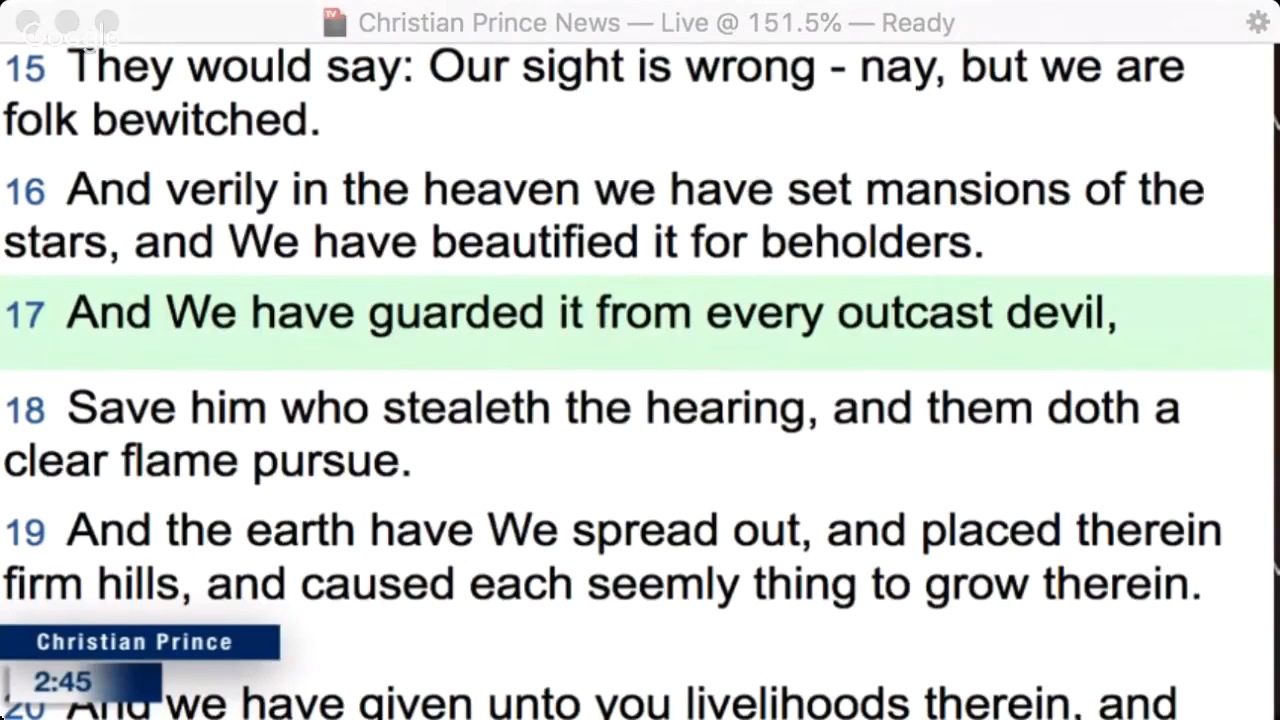 Christian Prince News — Live @ 151.5% — Ready
Google
15 They would say: Our sight is wrong - nay, but we are
folk bewitched.
16 And verily in the heaven we have set mansions of the
stars, and We have beautified it for beholders.
17 And We have guarded it from every outcast devil,
18 Save him who stealeth the hearing, and them doth a
clear flame pursue.
19 And the earth have We spread out, and placed therein
firm hills, and caused each seemly thing to grow therein.
Christian Prince
2:45
20 And we have given unto you livelihoods therein, and